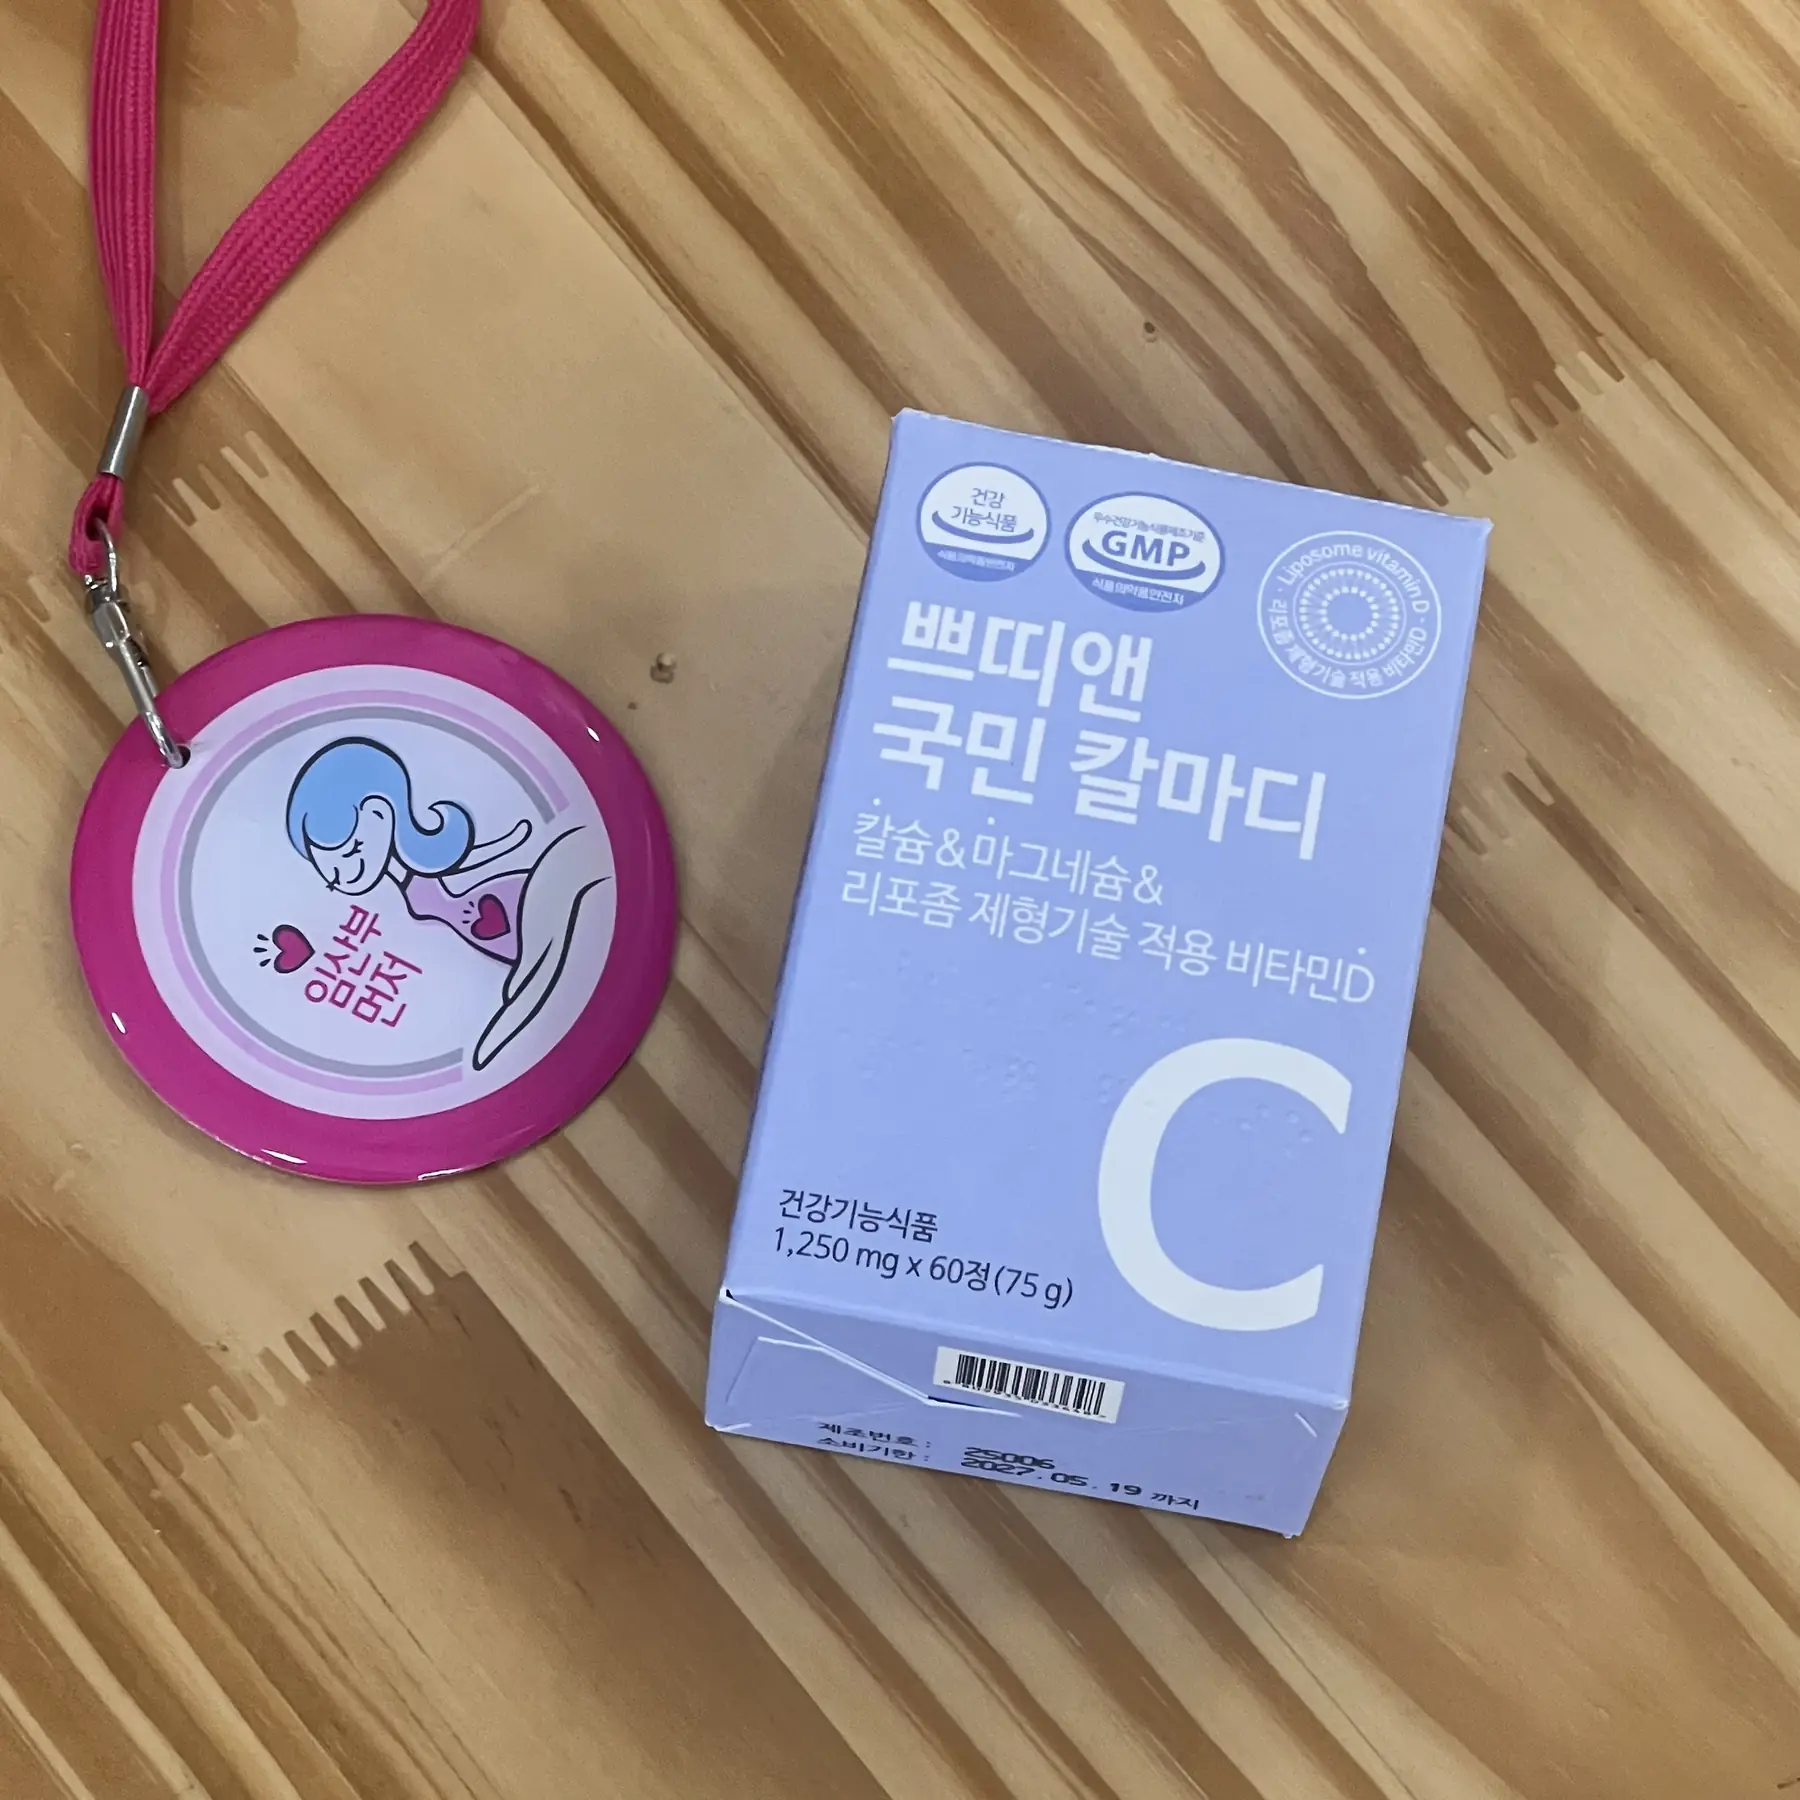 임산부
먼저
건강
기능식품
식품의약품안전처
우수건강기능식품제조기준
GMP
식품의약품안전처
Liposome vitamin D
리포좀 제형기술 적용 비타민D
쁘띠앤
국민 칼마디
칼슘&마그네슘&
리포좀 제형기술 적용 비타민D
C
건강기능식품
1,250 mg x 60정(75 g)
제조번호 : 25006
소비기한 : 2027.05.19 까지